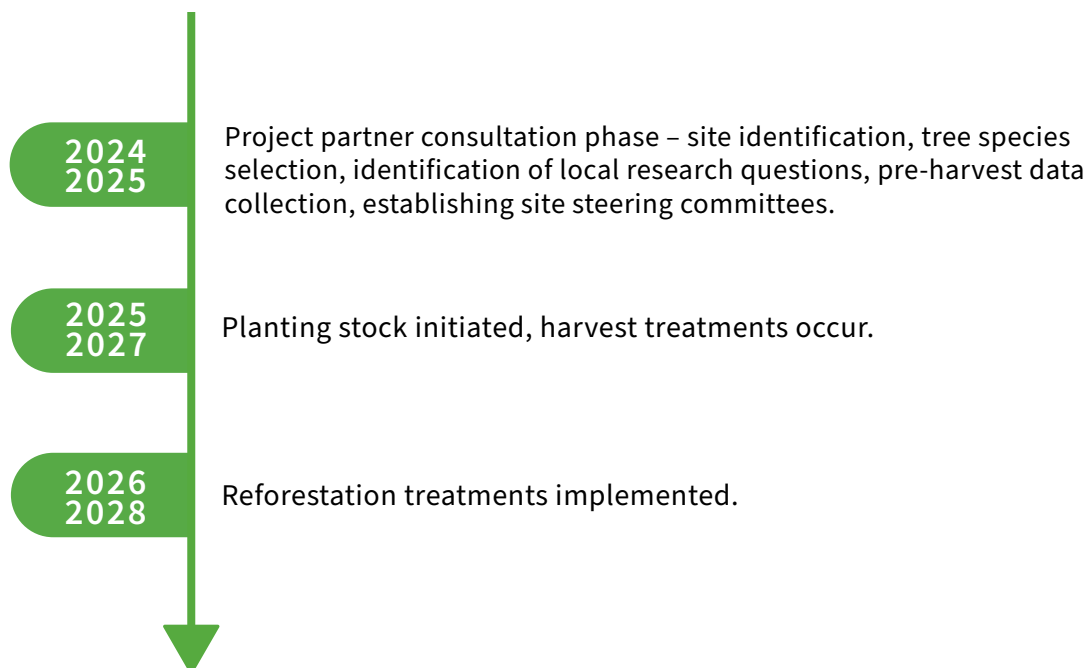 2024
2025
Project partner consultation phase – site identification, tree species
selection, identification of local research questions, pre-harvest data
collection, establishing site steering committees.
2025
2027
Planting stock initiated, harvest treatments occur.
2026
2028
Reforestation treatments implemented.